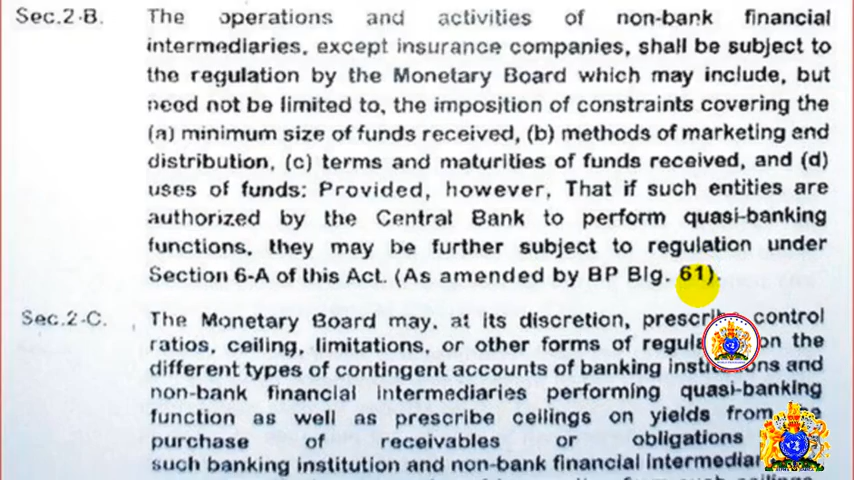 Sec.2-B. The operations and activities of non-bank financial
intermediaries, except insurance companies, shall be subject to
the regulation by the Monetary Board which may include, but
need not be limited to, the imposition of constraints covering the
(a) minimum size of funds received, (b) methods of marketing and
distribution, (c) terms and maturities of funds received, and (d)
uses of funds: Provided, however, That if such entities are
authorized by the Central Bank to perform quasi-banking
functions, they may be further subject to regulation under
Section 6-A of this Act. (As amended by BP Blg. 61).
Sec.2-C. The Monetary Board may, at its discretion, prescribe control
ratios, ceiling, limitations, or other forms of on the
different types of contingent accounts of banking and
non-bank financial intermediaries performing quasi-banking
function as well as prescribe ceilings on yields from
purchase of receivables or obligations
such banking institution and non-bank financial